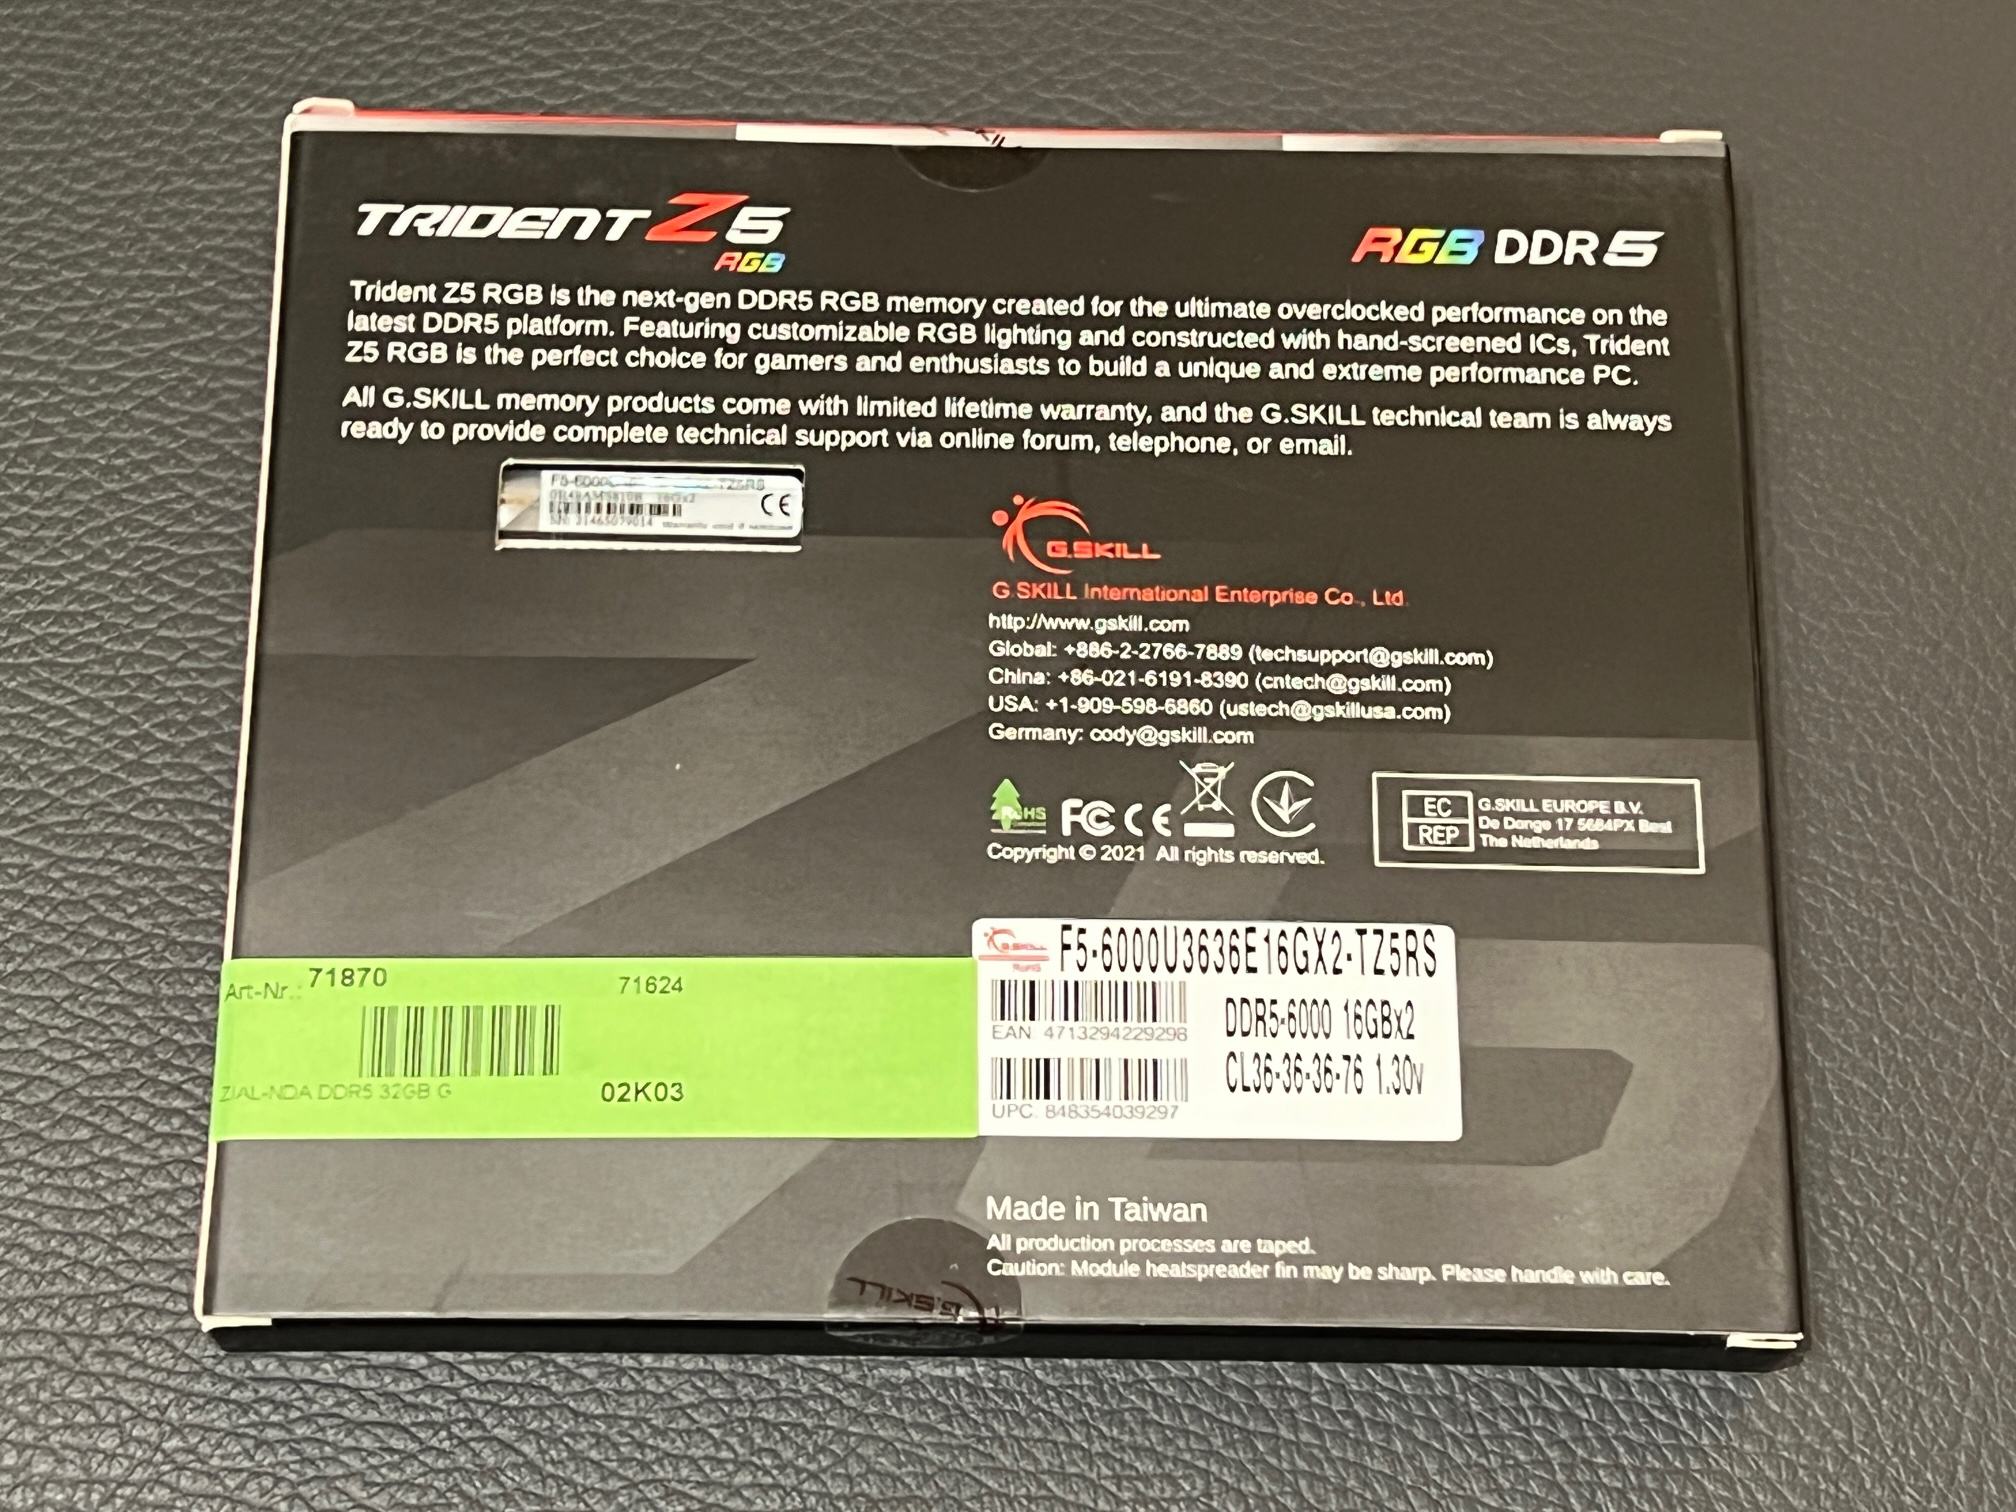 TRIDENT Z5
RGB
RGB DDR5
Trident Z5 RGB is the next-gen DDR5 RGB memory created for the ultimate overclocked performance on the
latest DDR5 platform. Featuring customizable RGB lighting and constructed with hand-screened ICs, Trident
Z5 RGB is the perfect choice for gamers and enthusiasts to build a unique and extreme performance PC.
All G.SKILL memory products come with limited lifetime warranty, and the G.SKILL technical team is always
ready to provide complete technical support via online forum, telephone, or email.
16Gx2
CE
G.SKILL
G.SKILL International Enterprise Co., Ltd.
http://www.gskill.com
Global: +886-2-2766-7889 (techsupport@gskill.com)
China: +86-021-6191-8390 (cntech@gskill.com)
USA: +1-909-598-6860 (ustech@gskillusa.com)
Germany: cody@gskill.com
RoHS FC CE
Copyright © 2021 All rights reserved.
EC REP
G.SKILL EUROPE B.V.
De Dange 17 5684PX Best
The Netherlands
Art-Nr.: 71870 71624
ZIAL-NDA DDR5 32GB G 02K03
G.SKILL
RoHS
F5-6000U3636E16GX2-TZ5RS
EAN 4713294229298
DDR5-6000 16GBx2
CL36-36-36-76 1.30v
UPC 848354039297
Made in Taiwan
All production processes are taped.
Caution: Module heatspreader fin may be sharp. Please handle with care.
G.SKILL